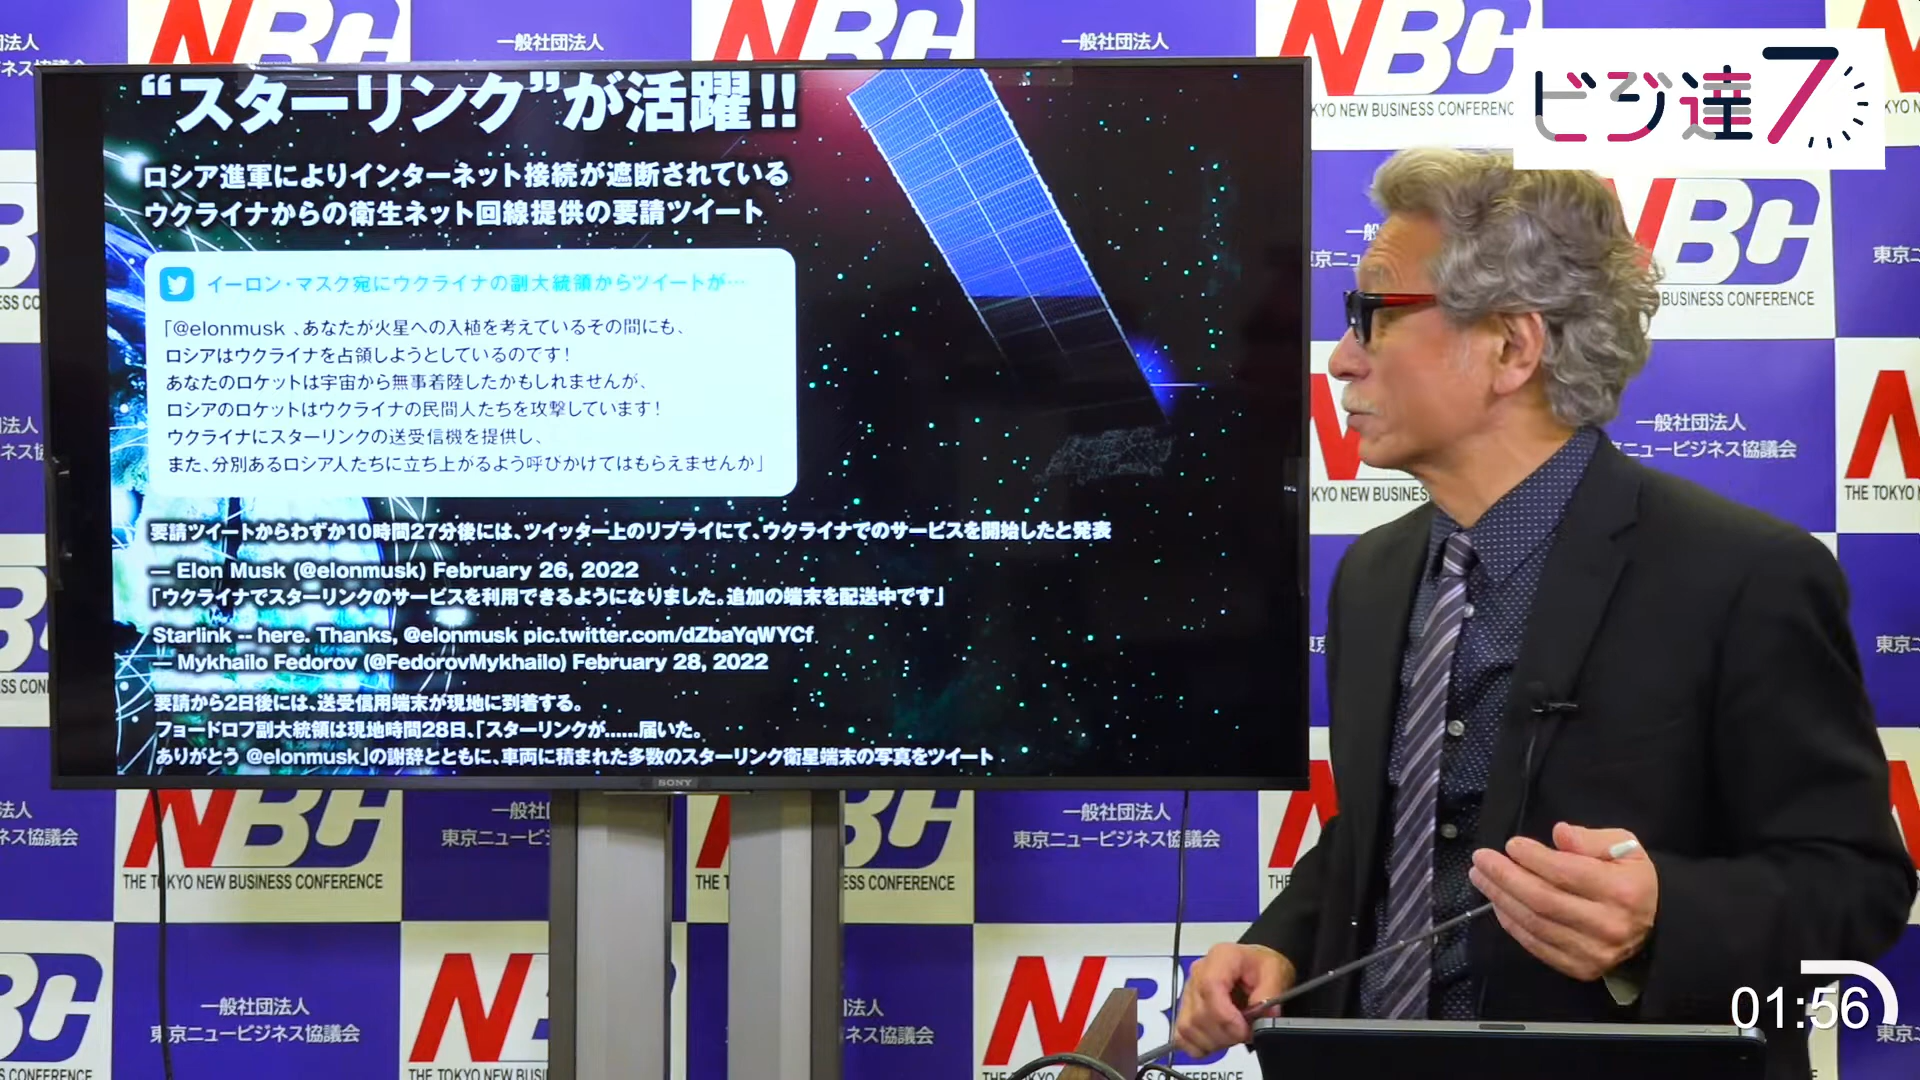 “スターリンク”が活躍!!
ロシア進軍によりインターネット接続が遮断されている
ウクライナからの衛生ネット回線提供の要請ツイート
イーロン・マスク宛にウクライナの副大統領からツイートが…
「@elonmusk 、あなたが火星への入植を考えているその間にも、
ロシアはウクライナを占領しようとしているのです!
あなたのロケットは宇宙から無事着陸したかもしれませんが、
ロシアのロケットはウクライナの民間人たちを攻撃しています!
ウクライナにスターリンクの送受信機を提供し、
また、分別あるロシア人たちに立ち上がるよう呼びかけてはもらえませんか」
要請ツイートからわずか10時間27分後には、ツイッター上のリプライにて、ウクライナでのサービスを開始したと発表
— Elon Musk (@elonmusk) February 26, 2022
「ウクライナでスターリンクのサービスを利用できるようになりました。追加の端末を配送中です」
Starlink -- here. Thanks, @elonmusk pic.twitter.com/dZbaYqWYCf
— Mykhailo Fedorov (@FedorovMykhailo) February 28, 2022
要請から2日後には、送受信用端末が現地に到着する。
フョードロフ副大統領は現地時間28日、「スターリンクが......届いた。
ありがとう @elonmusk」の謝辞とともに、車両に積まれた多数のスターリンク衛星端末の写真をツイート
SONY
ビジ達7
01:56
NBC
THE TOKYO NEW BUSINESS CONFERENCE
一般社団法人
東京ニュービジネス協議会